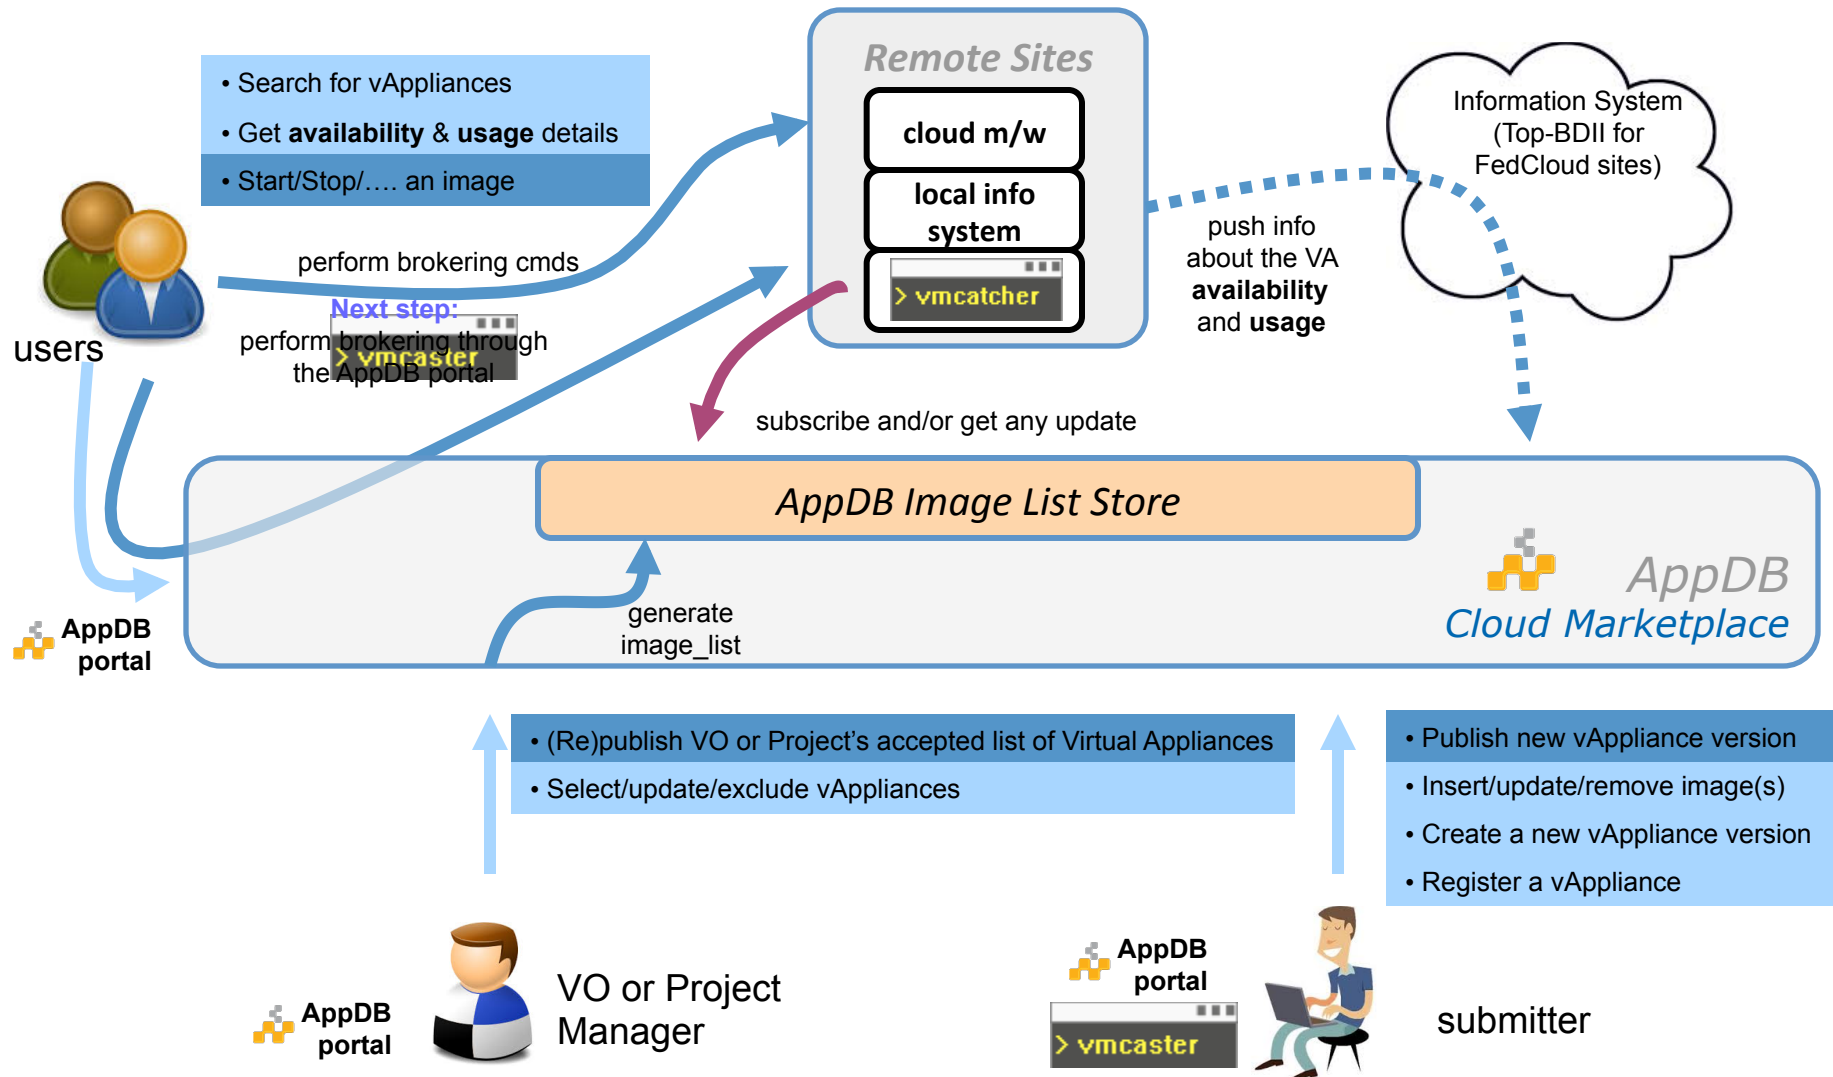 Remote Sites
cloud m/w
local info
system
> vmcatcher
Information System
(Top-BDII for
FedCloud sites)
• Search for vAppliances
• Get availability & usage details
• Start/Stop/.... an image
users
perform brokering cmds
Next step:
perform brokering through
the AppDB portal
> vmcaster
push info
about the VA
availability
and usage
subscribe and/or get any update
AppDB Image List Store
AppDB
Cloud Marketplace
generate
image_list
AppDB
portal
• (Re)publish VO or Project’s accepted list of Virtual Appliances
• Select/update/exclude vAppliances
• Publish new vAppliance version
• Insert/update/remove image(s)
• Create a new vAppliance version
• Register a vAppliance
AppDB
portal
VO or Project
Manager
AppDB
portal
> vmcaster
submitter